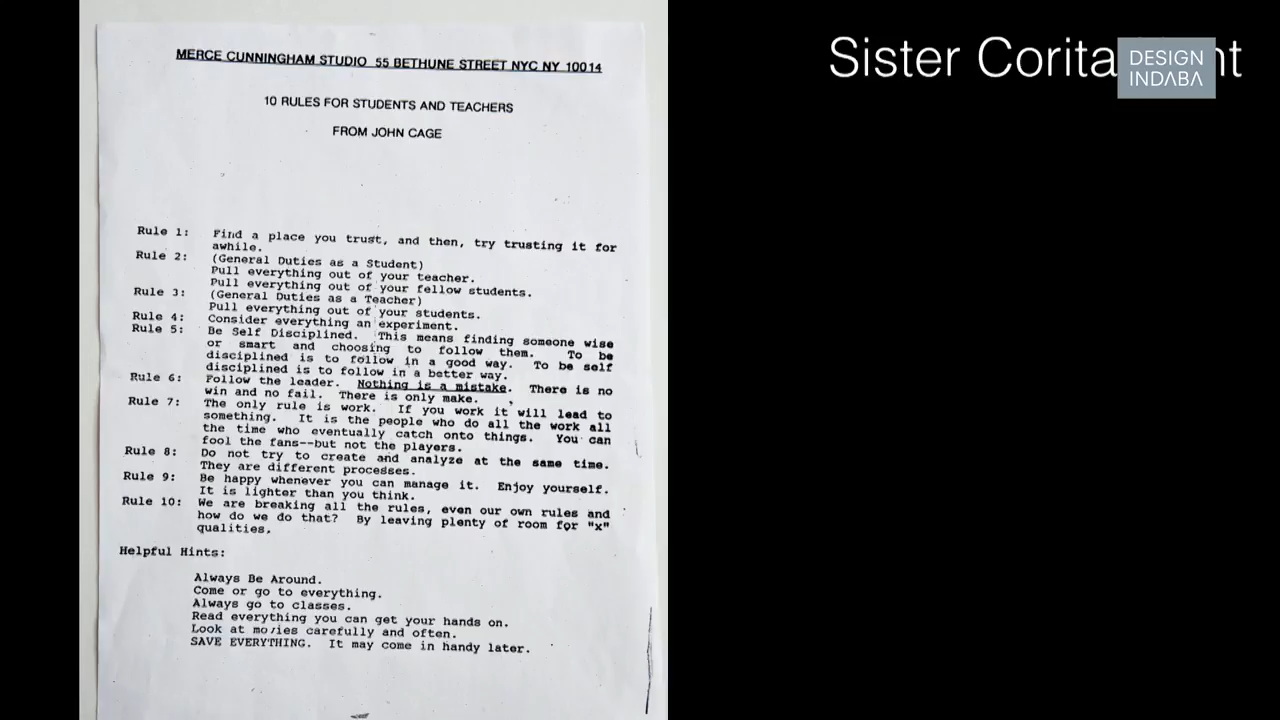 MERCE CUNNINGHAM STUDIO 55 BETHUNE STREET NYC NY 10014
10 RULES FOR STUDENTS AND TEACHERS
FROM JOHN CAGE
Rule 1: Find a place you trust, and then, try trusting it for
awhile.
Rule 2: (General Duties as a Student)
Pull everything out of your teacher.
Pull everything out of your fellow students.
Rule 3: (General Duties as a Teacher)
Pull everything out of your students.
Rule 4: Consider everything an experiment.
Rule 5: Be Self Disciplined. This means finding someone wise
or smart and choosing to follow them. To be
disciplined is to follow in a good way. To be self
disciplined is to follow in a better way.
Rule 6: Follow the leader. Nothing is a mistake. There is no
win and no fail. There is only make.
Rule 7: The only rule is work. If you work it will lead to
something. It is the people who do all the work all
the time who eventually catch onto things. You can
fool the fans--but not the players.
Rule 8: Do not try to create and analyze at the same time.
They are different processes.
Rule 9: Be happy whenever you can manage it. Enjoy yourself.
It is lighter than you think.
Rule 10: We are breaking all the rules, even our own rules and
how do we do that? By leaving plenty of room for "x"
qualities.
Helpful Hints:
Always Be Around.
Come or go to everything.
Always go to classes.
Read everything you can get your hands on.
Look at movies carefully and often.
SAVE EVERYTHING. It may come in handy later.
Sister Corita
DESIGN
INDABA